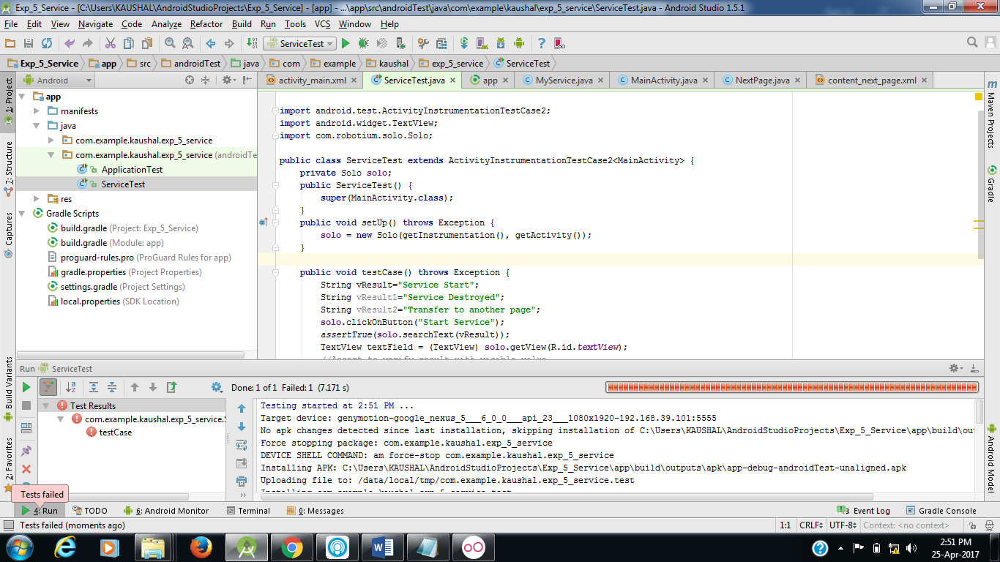 Exp_5_Service - [C:\Users\KAUSHAL\AndroidStudioProjects\Exp_5_Service] - [app] - ...\app\src\androidTest\java\com\example\kaushal\exp_5_service\ServiceTest.java - Android Studio 1.5.1
File Edit View Navigate Code Analyze Refactor Build Run Tools VCS Window Help
ServiceTest
Exp_5_Service app src androidTest java com example kaushal exp_5_service ServiceTest
Android
activity_main.xml ServiceTest.java app MyService.java MainActivity.java NextPage.java content_next_page.xml
1: Project
7: Structure
Captures
Build Variants
2: Favorites
app
manifests
java
com.example.kaushal.exp_5_service
com.example.kaushal.exp_5_service (androidTe
ApplicationTest
ServiceTest
res
Gradle Scripts
build.gradle (Project: Exp_5_Service)
build.gradle (Module: app)
proguard-rules.pro (ProGuard Rules for app)
gradle.properties (Project Properties)
settings.gradle (Project Settings)
local.properties (SDK Location)
import android.test.ActivityInstrumentationTestCase2;
import android.widget.TextView;
import com.robotium.solo.Solo;
public class ServiceTest extends ActivityInstrumentationTestCase2<MainActivity> {
private Solo solo;
public ServiceTest() {
super(MainActivity.class);
}
public void setUp() throws Exception {
solo = new Solo(getInstrumentation(), getActivity());
}
public void testCase() throws Exception {
String vResult="Service Start";
String vResult1="Service Destroyed";
String vResult2="Transfer to another page";
solo.clickOnButton("Start Service");
assertTrue(solo.searchText(vResult));
TextView textField = (TextView) solo.getView(R.id.textView);
//Assert to verify result with visible value
m Maven Projects
Gradle
Android Model
Run ServiceTest
Done: 1 of 1 Failed: 1 (7.171 s)
Test Results
com.example.kaushal.exp_5_service.S
testCase
Testing started at 2:51 PM ...
Target device: genymotion-google_nexus_5___6_0_0___api_23___1080x1920-192.168.39.101:5555
No apk changes detected since last installation, skipping installation of C:\Users\KAUSHAL\AndroidStudioProjects\Exp_5_Service\app\build\ou
Force stopping package: com.example.kaushal.exp_5_service
DEVICE SHELL COMMAND: am force-stop com.example.kaushal.exp_5_service
Installing APK: C:\Users\KAUSHAL\AndroidStudioProjects\Exp_5_Service\app\build\outputs\apk\app-debug-androidTest-unaligned.apk
Uploading file to: /data/local/tmp/com.example.kaushal.exp_5_service.test
Tests failed
4: Run TODO 6: Android Monitor Terminal 0: Messages 3 Event Log Gradle Console
Tests failed (moments ago) 1:1 CRLF UTF-8 Context: <no context>
2:51 PM
25-Apr-2017